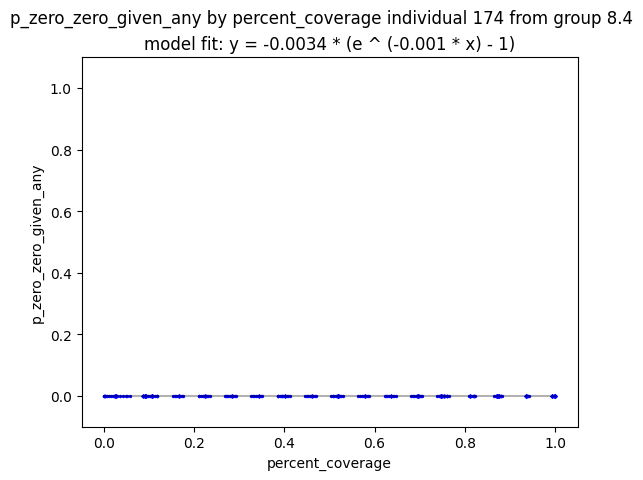 p_zero_zero_given_any by percent_coverage individual 174 from group 8.4
model fit: y = -0.0034 * (e ^ (-0.001 * x) - 1)
1.0
0.8
0.6
0.4
0.2
0.0
p_zero_zero_given_any
0.0 0.2 0.4 0.6 0.8 1.0
percent_coverage